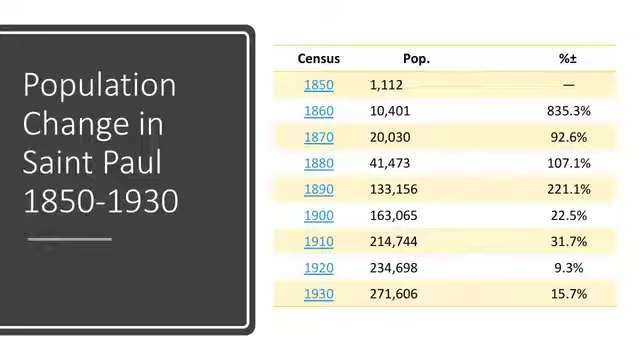 Population
Change in
Saint Paul
1850-1930
Census Pop. %±
1850 1,112 —
1860 10,401 835.3%
1870 20,030 92.6%
1880 41,473 107.1%
1890 133,156 221.1%
1900 163,065 22.5%
1910 214,744 31.7%
1920 234,698 9.3%
1930 271,606 15.7%